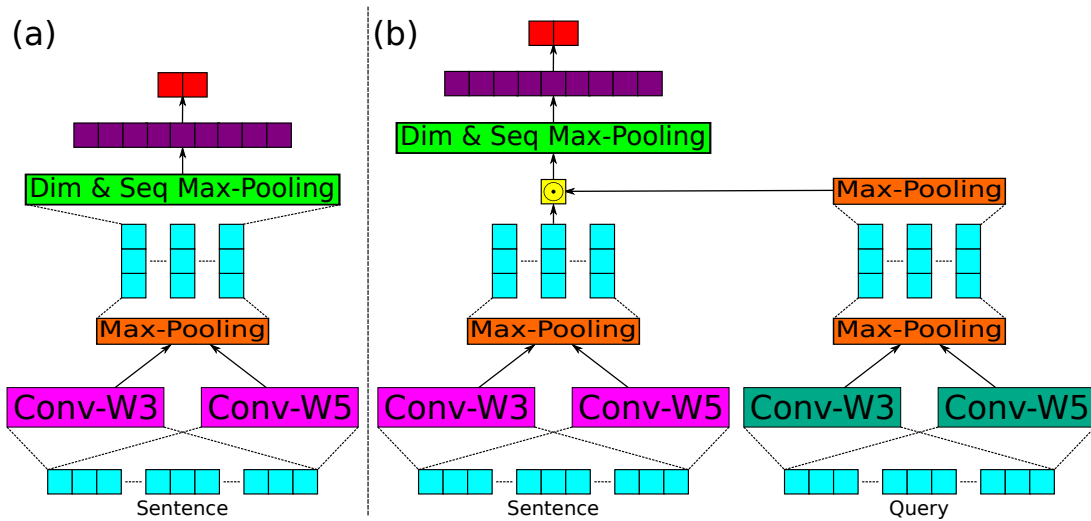 (a)
Dim & Seq Max-Pooling
Max-Pooling
Conv-W3 Conv-W5
Sentence
(b)
Dim & Seq Max-Pooling
⊙ Max-Pooling
Max-Pooling Max-Pooling
Conv-W3 Conv-W5 Conv-W3 Conv-W5
Sentence Query